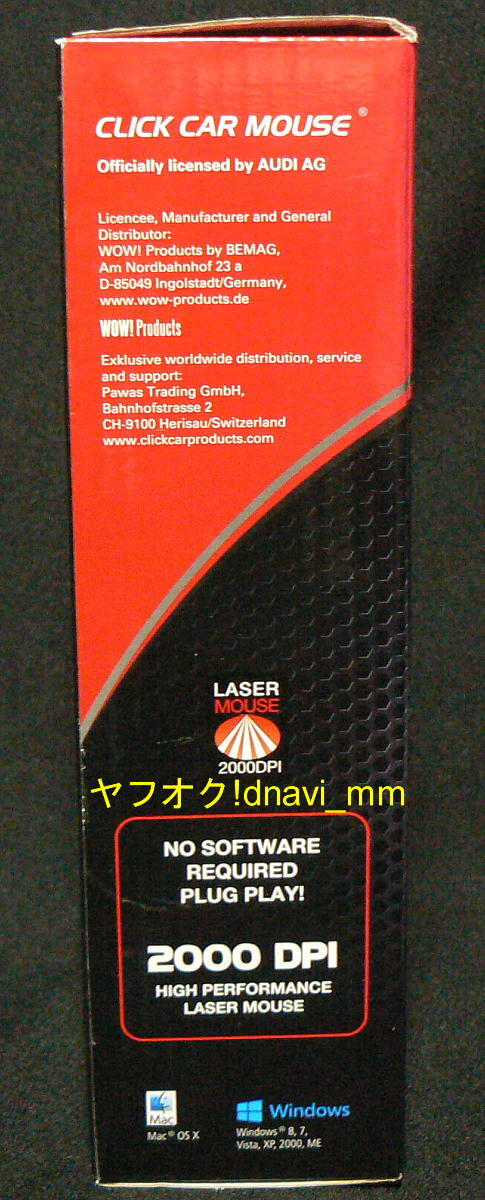 CLICK CAR MOUSE®
Officially licensed by AUDI AG
Licencee, Manufacturer and General
Distributor:
WOW! Products by BEMAG,
Am Nordbahnhof 23 a
D-85049 Ingolstadt/Germany,
www.wow-products.de
WOW! Products
Exklusive worldwide distribution, service
and support:
Pawas Trading GmbH,
Bahnhofstrasse 2
CH-9100 Herisau/Switzerland
www.clickcarproducts.com
LASER
MOUSE
2000DPI
ヤフオク!dnavi_mm
NO SOFTWARE
REQUIRED
PLUG PLAY!
2000 DPI
HIGH PERFORMANCE
LASER MOUSE
Mac
Mac® OS X
Windows
Windows® 8, 7,
Vista, XP, 2000, ME